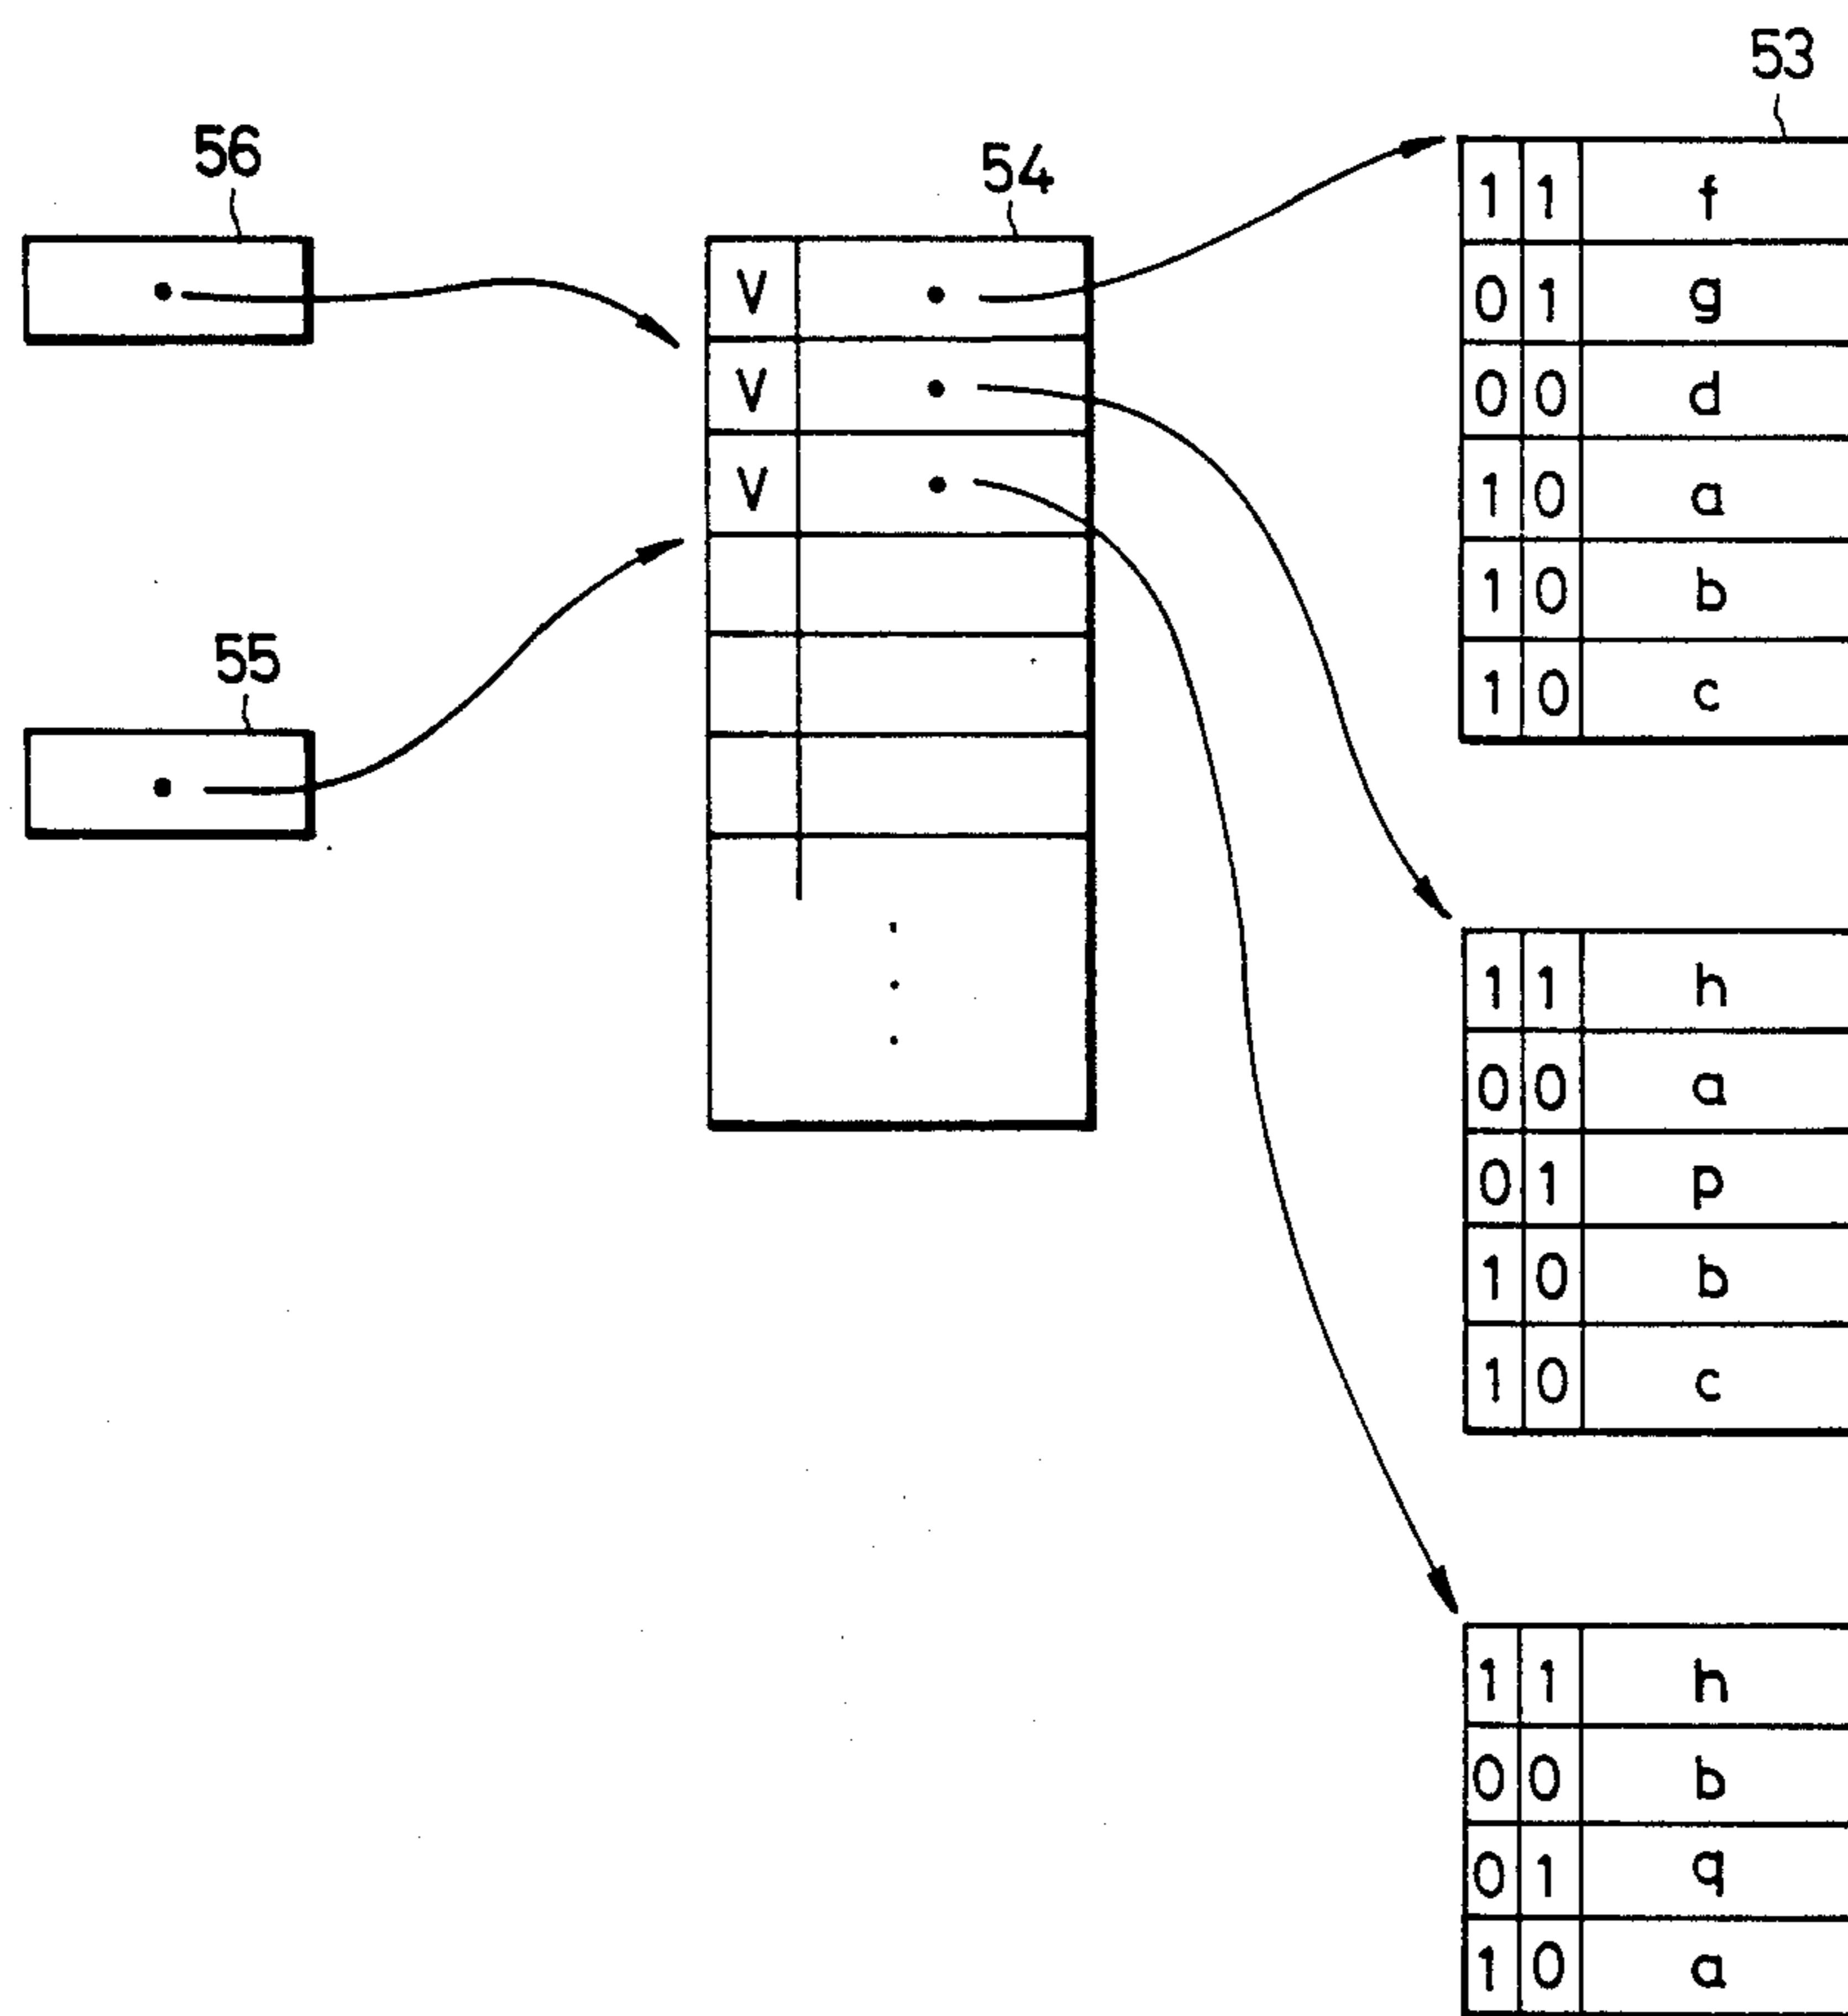 53
56
54
55
V
V
V
1 1 f
0 1 g
0 0 d
1 0 a
1 0 b
1 0 c
1 1 h
0 0 a
0 1 p
1 0 b
1 0 c
1 1 h
0 0 b
0 1 q
1 0 a